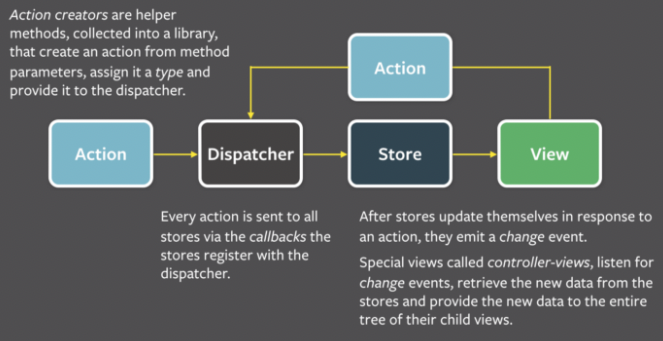 Action creators are helper
methods, collected into a library,
that create an action from method
parameters, assign it a type and
provide it to the dispatcher.
Action
Action
Dispatcher
Store
View
Every action is sent to all
stores via the callbacks the
stores register with the
dispatcher.
After stores update themselves in response to
an action, they emit a change event.
Special views called controller-views, listen for
change events, retrieve the new data from the
stores and provide the new data to the entire
tree of their child views.